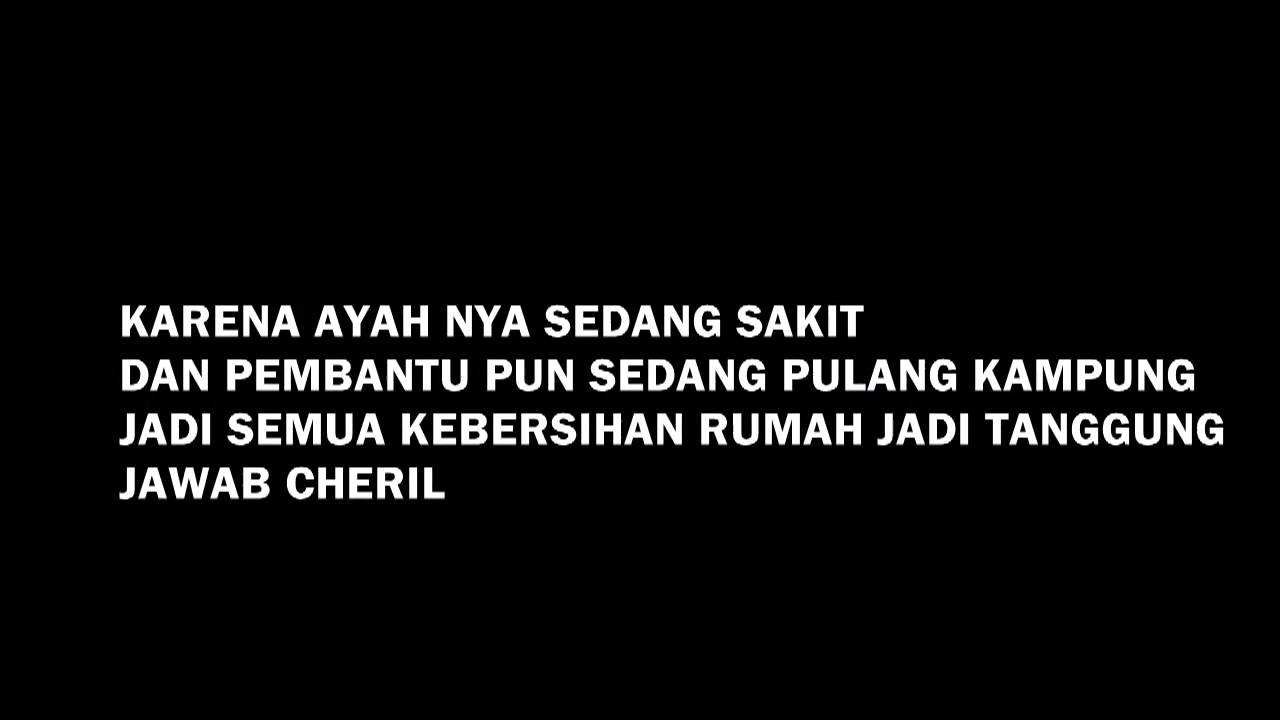 KARENA AYAH NYA SEDANG SAKIT
DAN PEMBANTU PUN SEDANG PULANG KAMPUNG
JADI SEMUA KEBERSIHAN RUMAH JADI TANGGUNG
JAWAB CHERIL